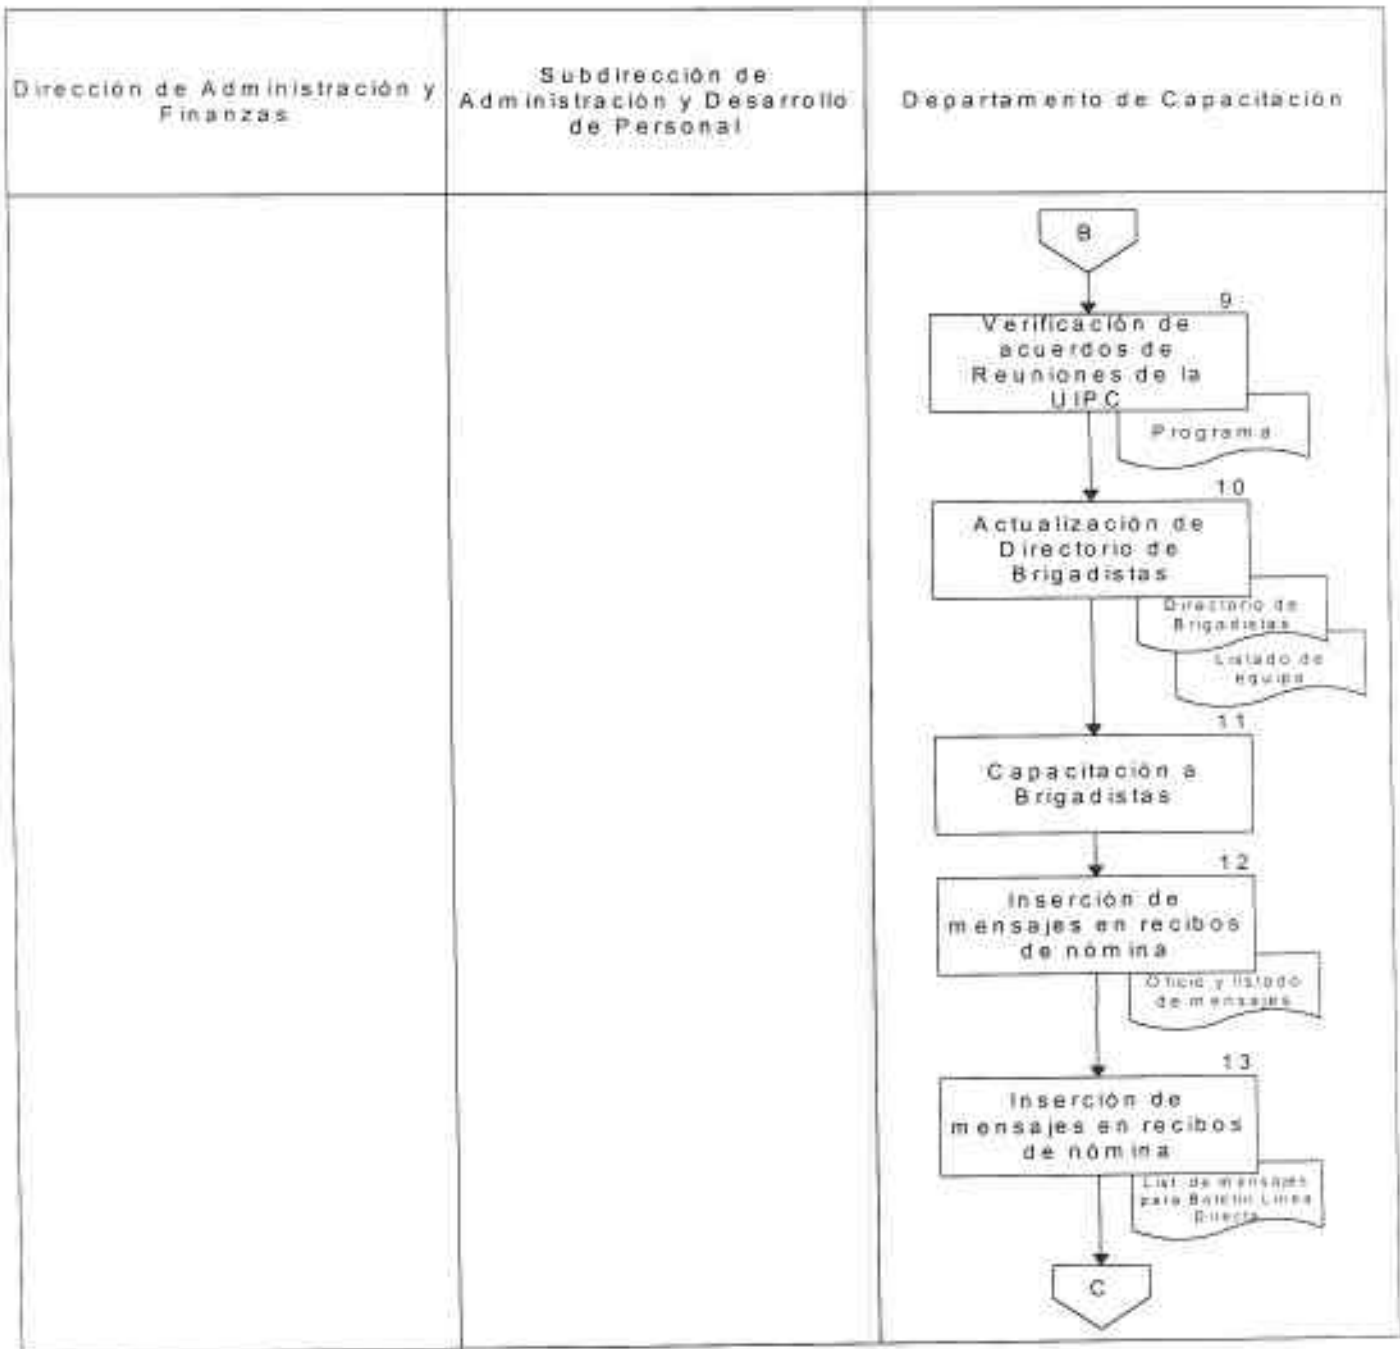 Dirección de Administración y
Finanzas
Subdirección de
Administración y Desarrollo
de Personal
Departamento de Capacitación
B
9
Verificación de
acuerdos de
Reuniones de la
UIPC
Programa
10
Actualización de
Directorio de
Brigadistas
Directorio de
Brigadistas
Listado de
equipo
11
Capacitación a
Brigadistas
12
Inserción de
mensajes en recibos
de nómina
Oficio y listado
de mensajes
13
Inserción de
mensajes en recibos
de nómina
List. de mensajes
para Boletín Línea
Directa
C